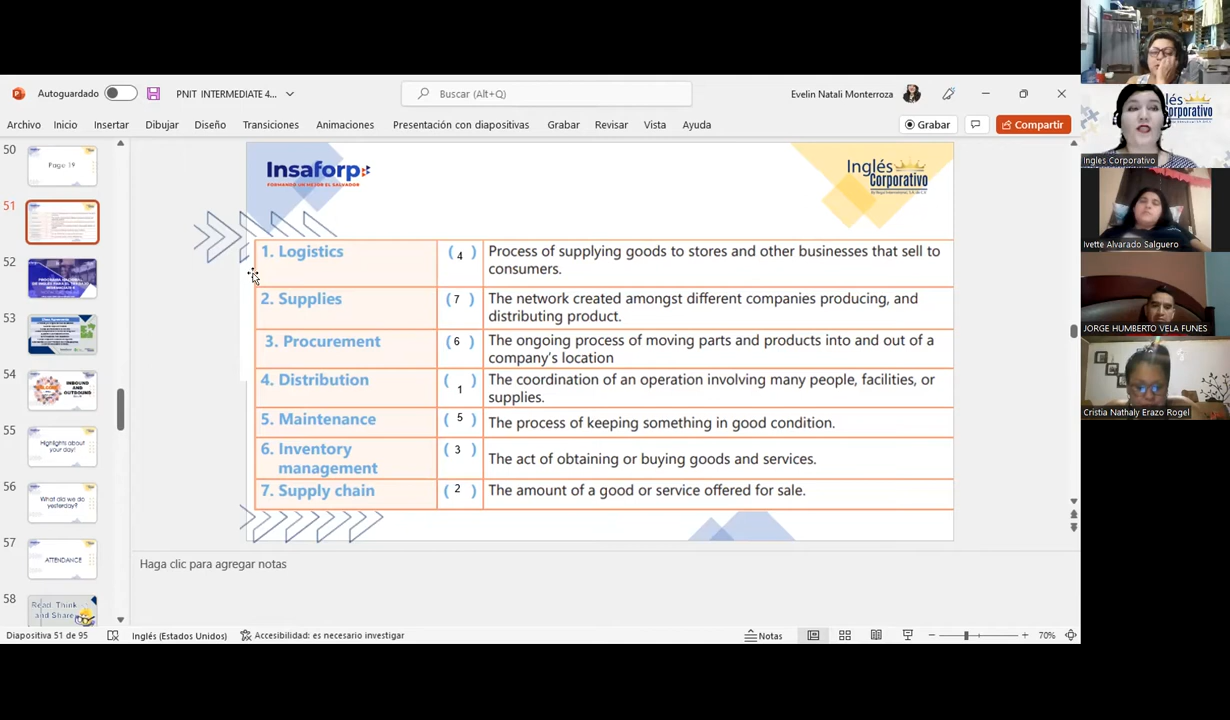 Autoguardado
PNIT INTERMEDIATE 4...
Buscar (Alt+Q)
Evelin Natali Monterroza
Archivo Inicio Insertar Dibujar Diseño Transiciones Animaciones Presentación con diapositivas Grabar Revisar Vista Ayuda
Grabar
Compartir
50
Page 19
51
52
53
54
INBOUND AND OUTBOUND
55
Highlights about your day!
56
What did we do yesterday?
57
ATTENDANCE
58
Read, Think and Share
Insaforp
FORMANDO UN MEJOR EL SALVADOR
Inglés
Corporativo
1. Logistics ( 4 ) Process of supplying goods to stores and other businesses that sell to
consumers.
2. Supplies ( 7 ) The network created amongst different companies producing, and
distributing product.
3. Procurement ( 6 ) The ongoing process of moving parts and products into and out of a
company's location
4. Distribution ( 1 ) The coordination of an operation involving many people, facilities, or
supplies.
5. Maintenance ( 5 ) The process of keeping something in good condition.
6. Inventory
management ( 3 ) The act of obtaining or buying goods and services.
7. Supply chain ( 2 ) The amount of a good or service offered for sale.
Haga clic para agregar notas
Diapositiva 51 de 95 Inglés (Estados Unidos) Accesibilidad: es necesario investigar Notas 70%
Ingles Corporativo
Ivette Alvarado Salguero
JORGE HUMBERTO VELA FUNES
Cristia Nathaly Erazo Rogel